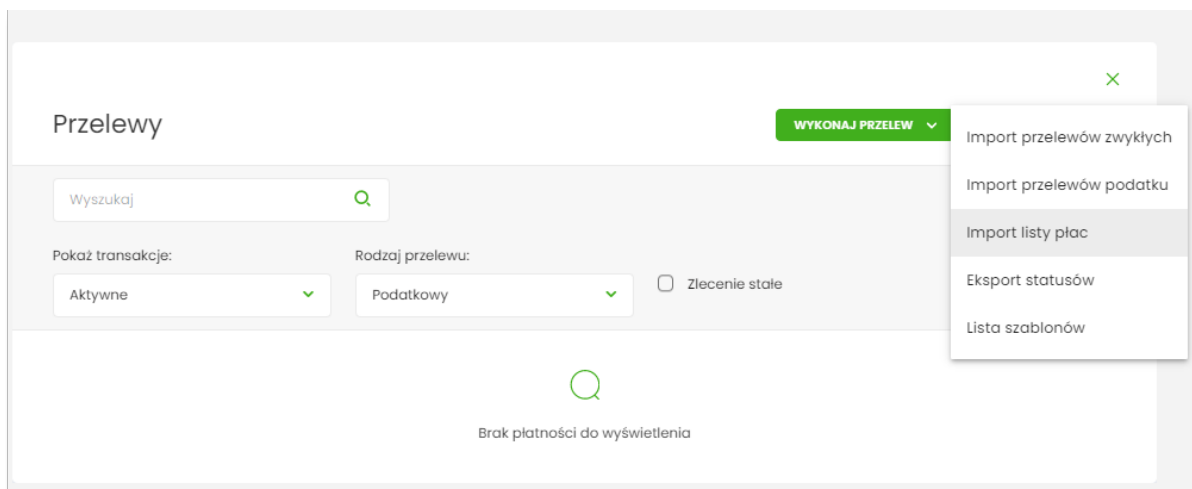 Przelewy
WYKONAJ PRZELEW
Import przelewów zwykłych
Import przelewów podatku
Import listy płac
Eksport statusów
Lista szablonów
Wyszukaj
Pokaż transakcje:
Rodzaj przelewu:
Aktywne
Podatkowy
Zlecenie stałe
Brak płatności do wyświetlenia